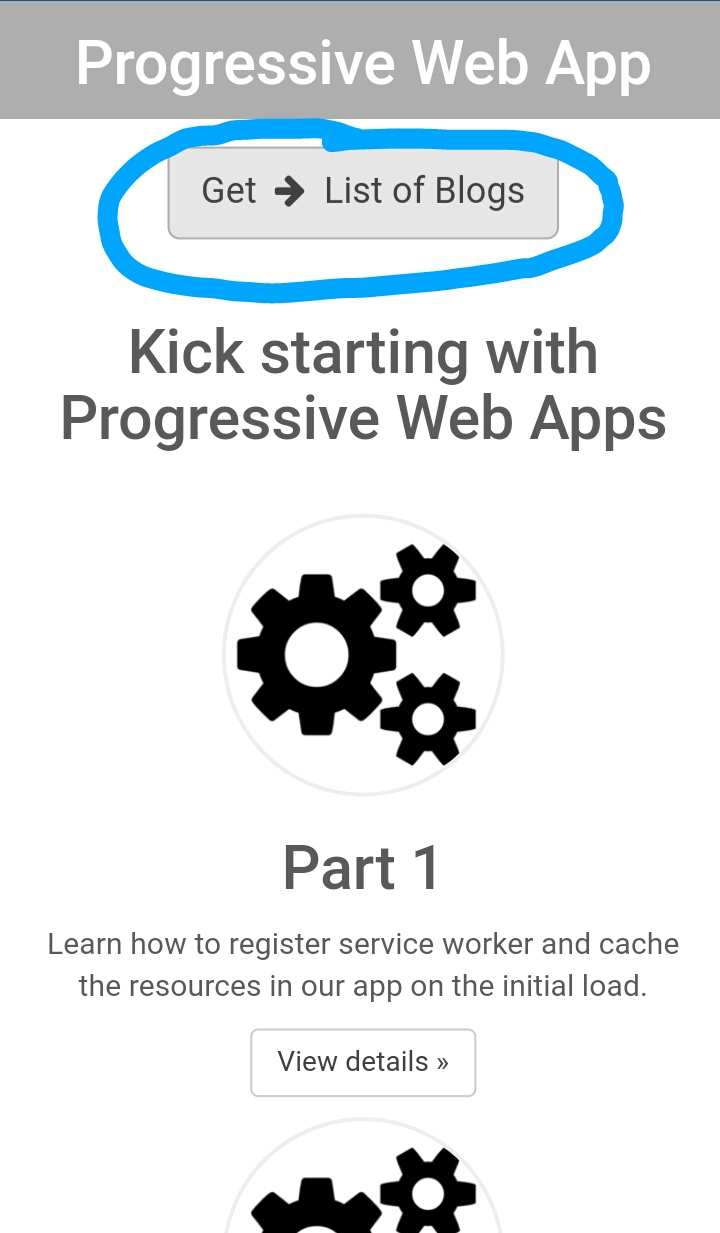 Progressive Web App
Get → List of Blogs
Kick starting with
Progressive Web Apps
Part 1
Learn how to register service worker and cache
the resources in our app on the initial load.
View details »